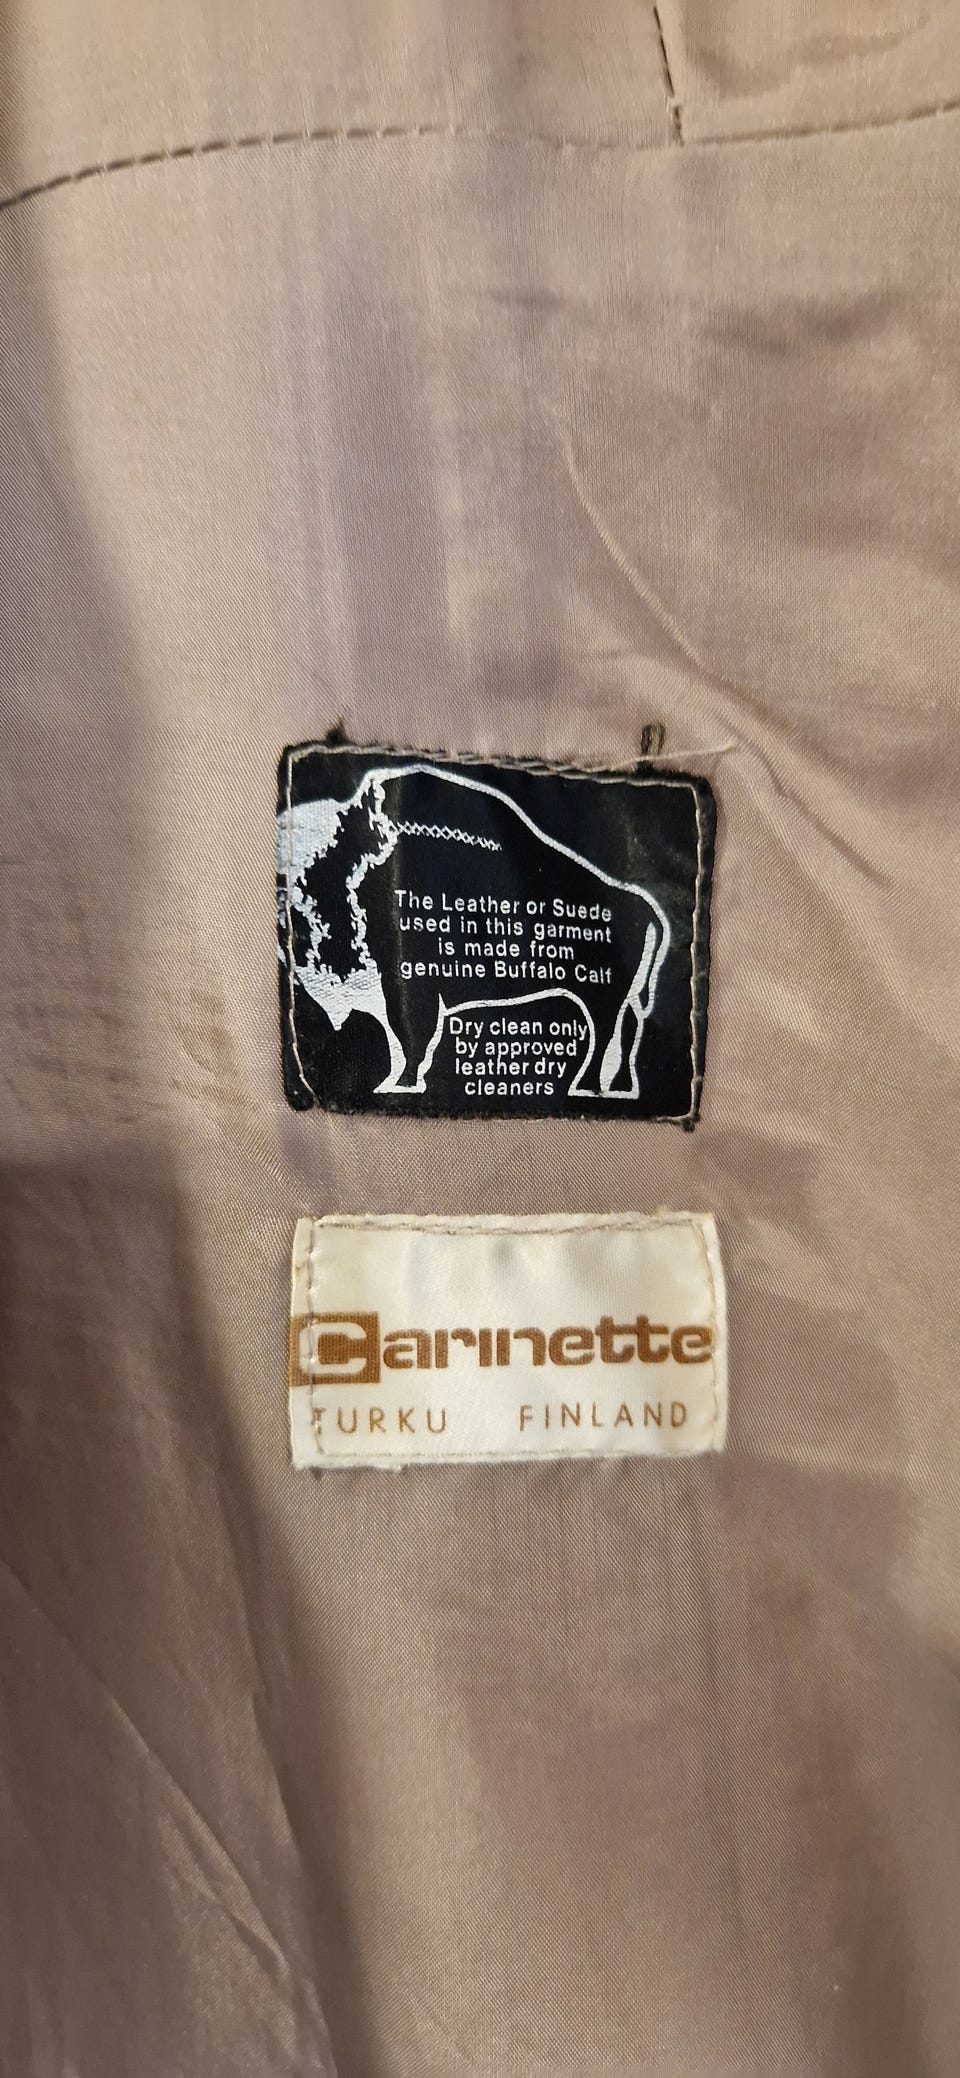 The Leather or Suede
used in this garment
is made from
genuine Buffalo Calf
Dry clean only
by approved
leather dry
cleaners
Carinette
TURKU FINLAND